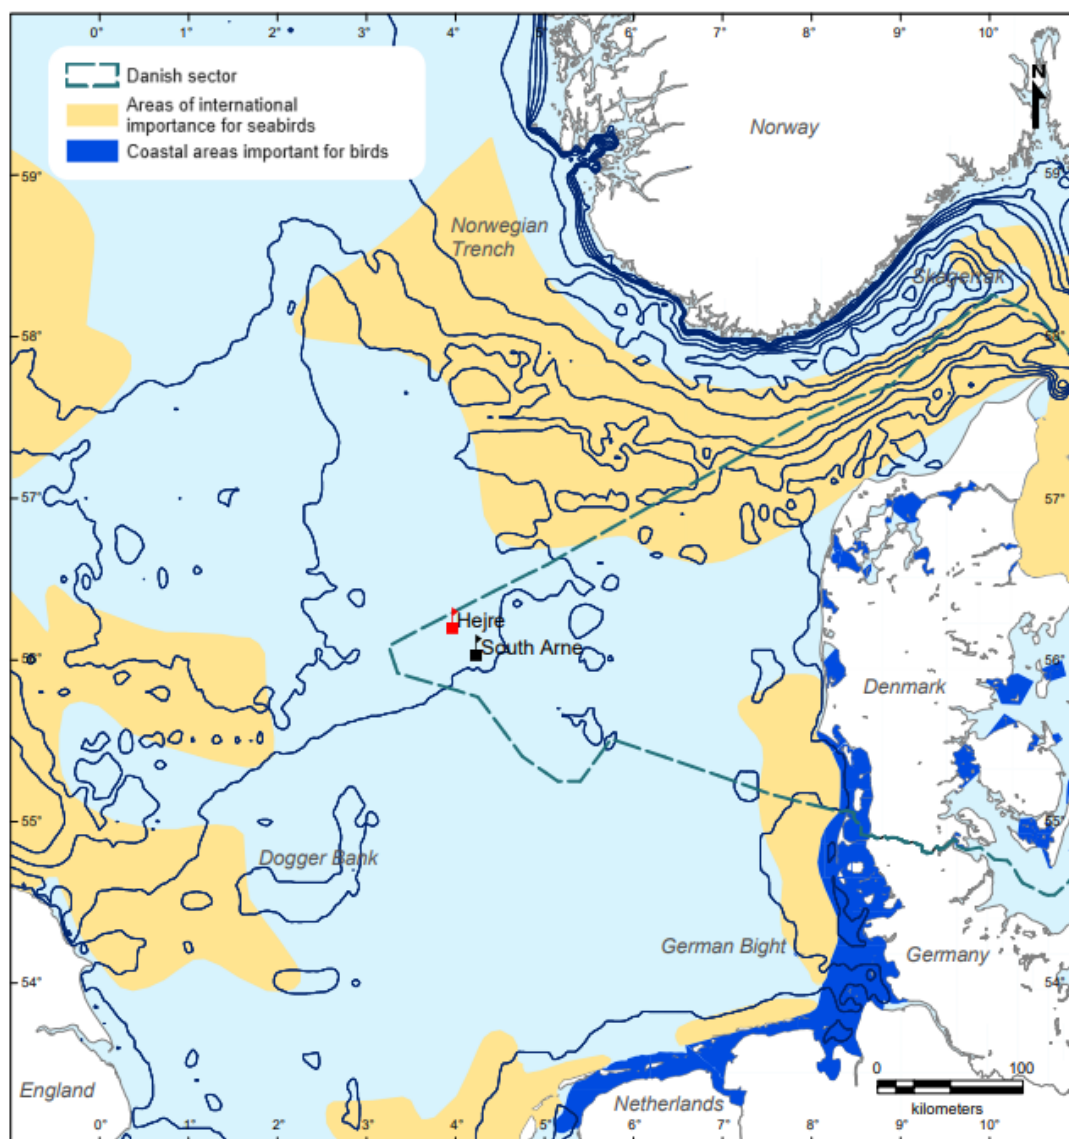 0° 1° 2° 3° 4° 5° 6° 7° 8° 9° 10°
N
Danish sector
Areas of international
importance for seabirds
Coastal areas important for birds
Norway
59° 59°
Norwegian
Trench
Skagerrak
58° 58°
57° 57°
Hejre
South Arne
56° 56°
Denmark
55° 55°
Dogger Bank
German Bight
Germany
54° 54°
0 100
kilometers
England
Netherlands
0° 1° 2° 3° 4° 5° 6° 7° 8° 9° 10°